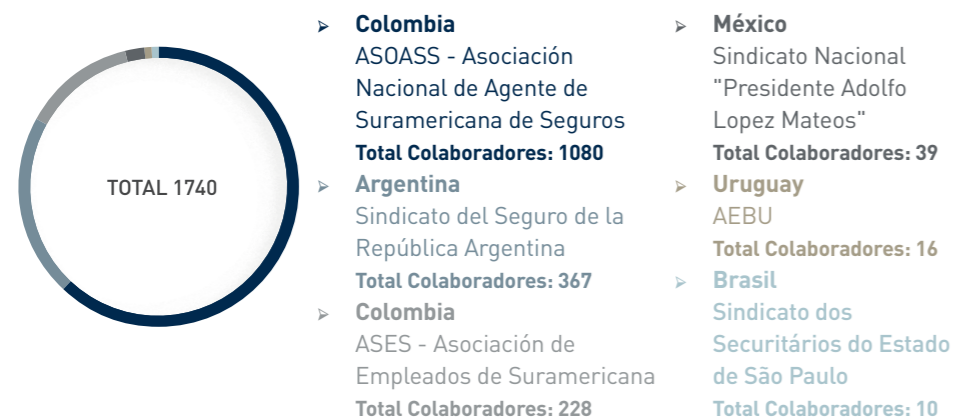 TOTAL 1740
Colombia
ASOASS - Asociación
Nacional de Agente de
Suramericana de Seguros
Total Colaboradores: 1080
Argentina
Sindicato del Seguro de la
República Argentina
Total Colaboradores: 367
Colombia
ASES - Asociación de
Empleados de Suramericana
Total Colaboradores: 228
México
Sindicato Nacional
"Presidente Adolfo
Lopez Mateos"
Total Colaboradores: 39
Uruguay
AEBU
Total Colaboradores: 16
Brasil
Sindicato dos
Securitários do Estado
de São Paulo
Total Colaboradores: 10